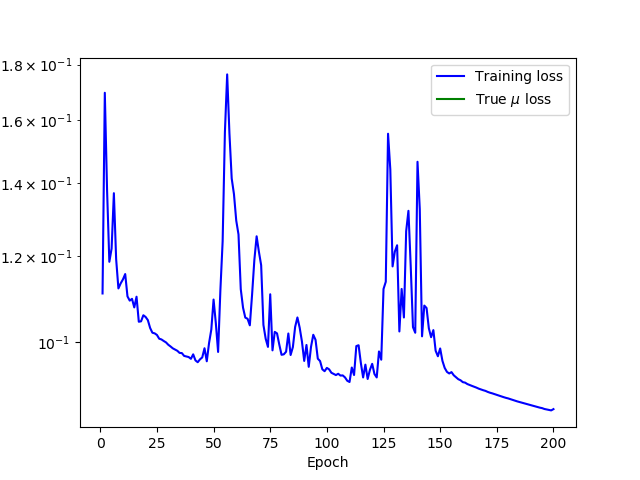 1.8 × 10⁻¹
1.6 × 10⁻¹
1.4 × 10⁻¹
1.2 × 10⁻¹
10⁻¹
Training loss
True μ loss
0 25 50 75 100 125 150 175 200
Epoch